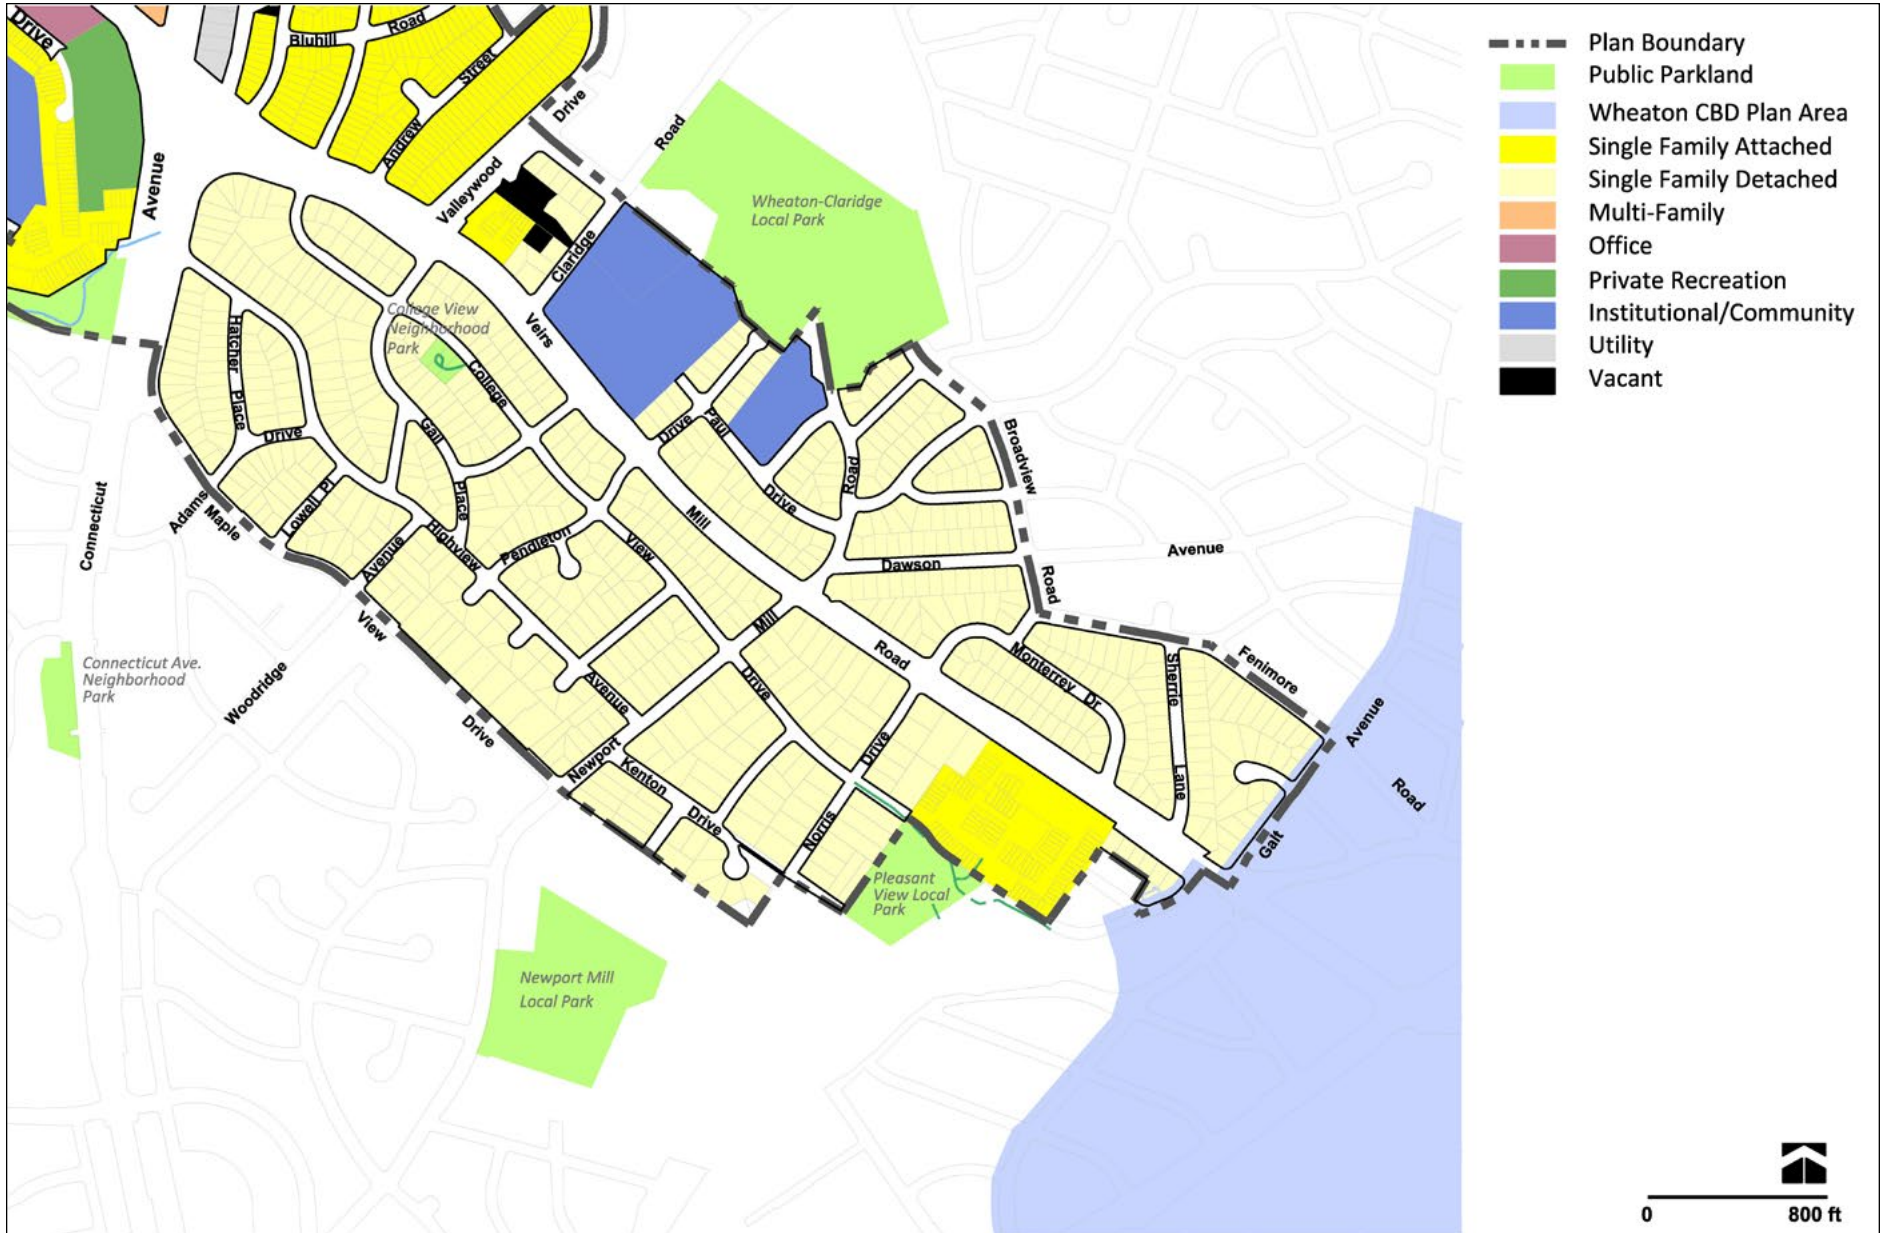 Drive
Bluhill
Road
Street
Andrew
Drive
Road
Avenue
Valleywood
Claridge
Wheaton-Claridge
Local Park
College View
Neighborhood
Park
Veirs
Hatcher
Place
College
Drive
Gail
Place
Drive
Paul
Drive
Road
Broadview
Road
Connecticut
Adams
Maple
Lowell Pl
Avenue
Highview
Pendleton
View
Mill
Dawson
Avenue
View
Mill
Road
Monterrey Dr
Sherrie
Lane
Fenimore
Avenue
Road
Galt
Connecticut Ave.
Neighborhood
Park
Woodridge
Drive
Avenue
Drive
Newport
Kenton
Drive
Drive
Norris
Pleasant
View Local
Park
Newport Mill
Local Park
Plan Boundary
Public Parkland
Wheaton CBD Plan Area
Single Family Attached
Single Family Detached
Multi-Family
Office
Private Recreation
Institutional/Community
Utility
Vacant
0 800 ft